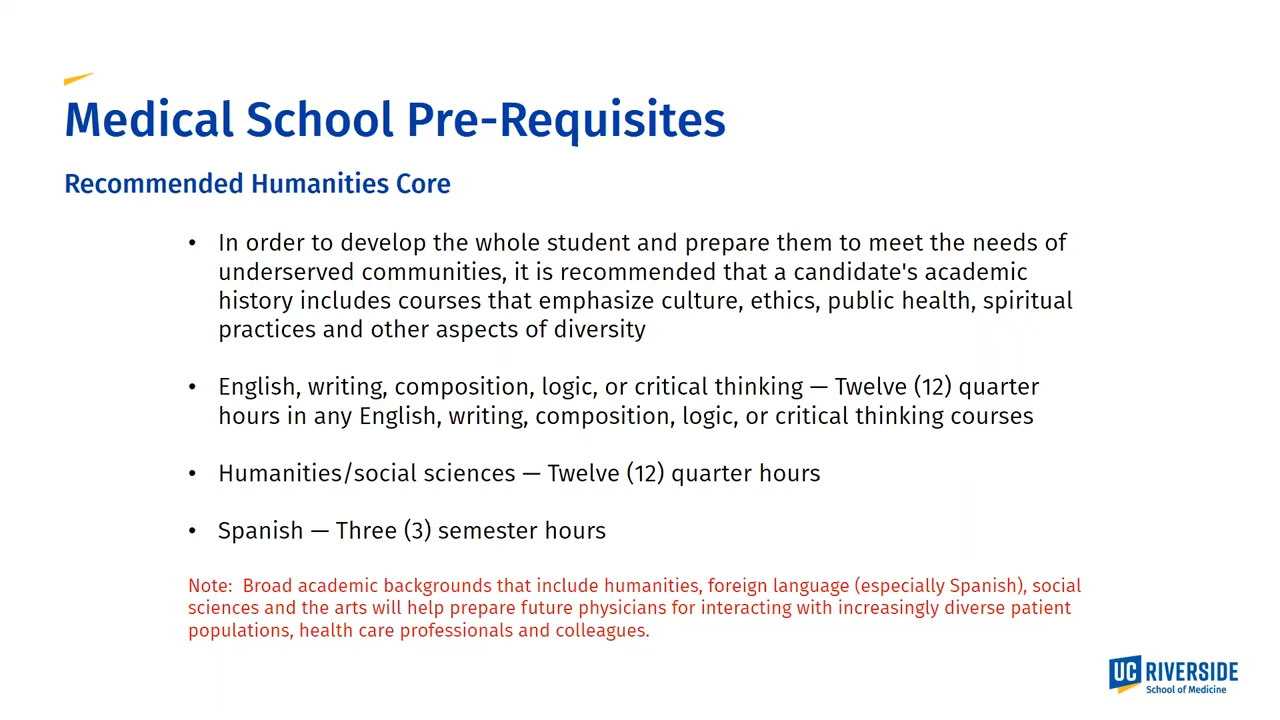 Medical School Pre-Requisites
Recommended Humanities Core
• In order to develop the whole student and prepare them to meet the needs of
underserved communities, it is recommended that a candidate's academic
history includes courses that emphasize culture, ethics, public health, spiritual
practices and other aspects of diversity
• English, writing, composition, logic, or critical thinking — Twelve (12) quarter
hours in any English, writing, composition, logic, or critical thinking courses
• Humanities/social sciences — Twelve (12) quarter hours
• Spanish — Three (3) semester hours
Note:  Broad academic backgrounds that include humanities, foreign language (especially Spanish), social
sciences and the arts will help prepare future physicians for interacting with increasingly diverse patient
populations, health care professionals and colleagues.
UC RIVERSIDE
School of Medicine